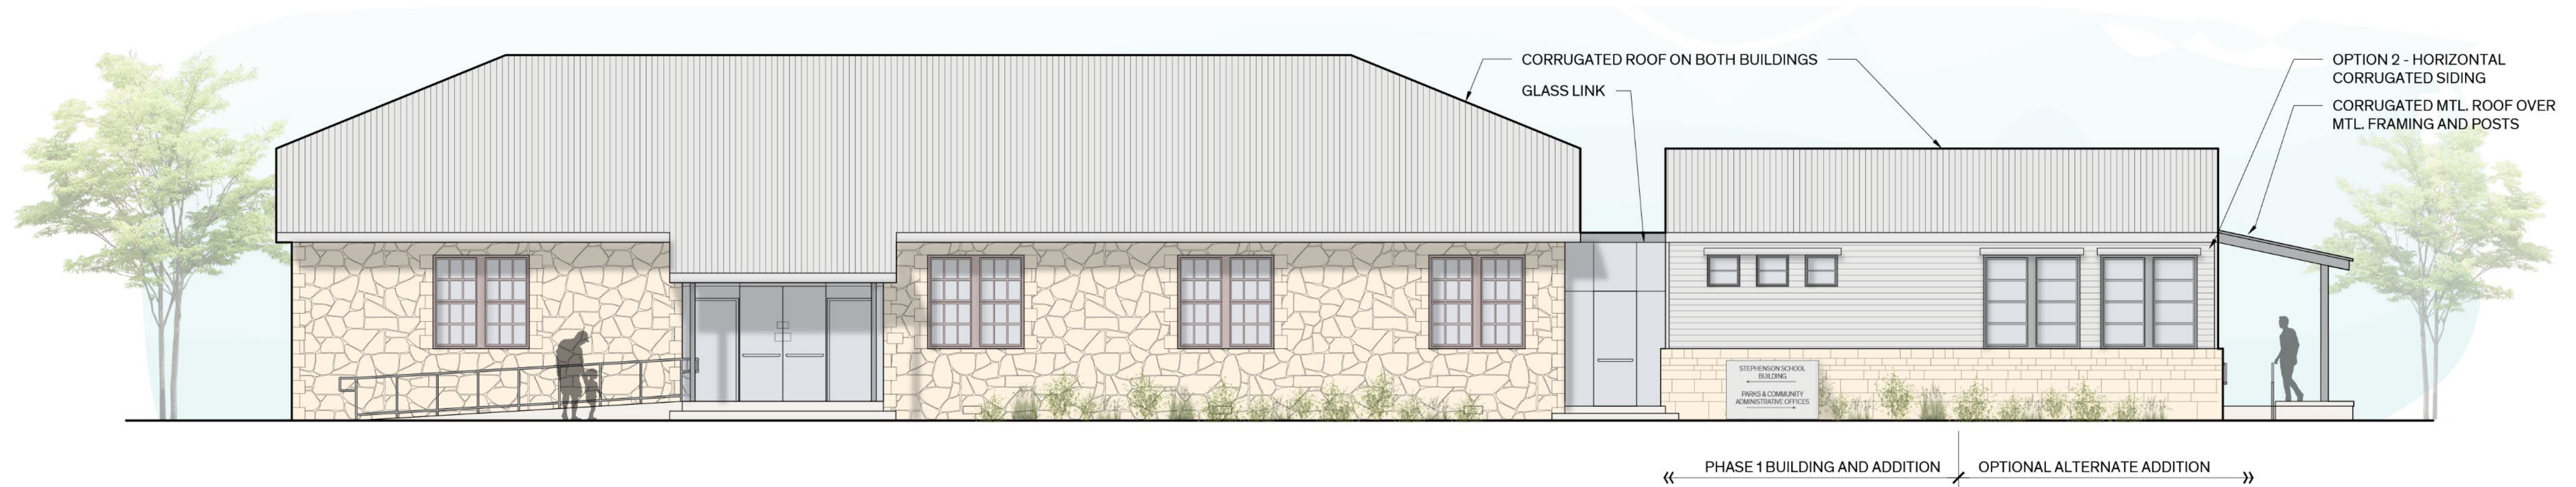 CORRUGATED ROOF ON BOTH BUILDINGS
GLASS LINK
OPTION 2 - HORIZONTAL
CORRUGATED SIDING
CORRUGATED MTL. ROOF OVER
MTL. FRAMING AND POSTS
STEPHENSON SCHOOL
BUILDING
PARKS & COMMUNITY
ADMINISTRATIVE OFFICES
PHASE 1 BUILDING AND ADDITION
OPTIONAL ALTERNATE ADDITION